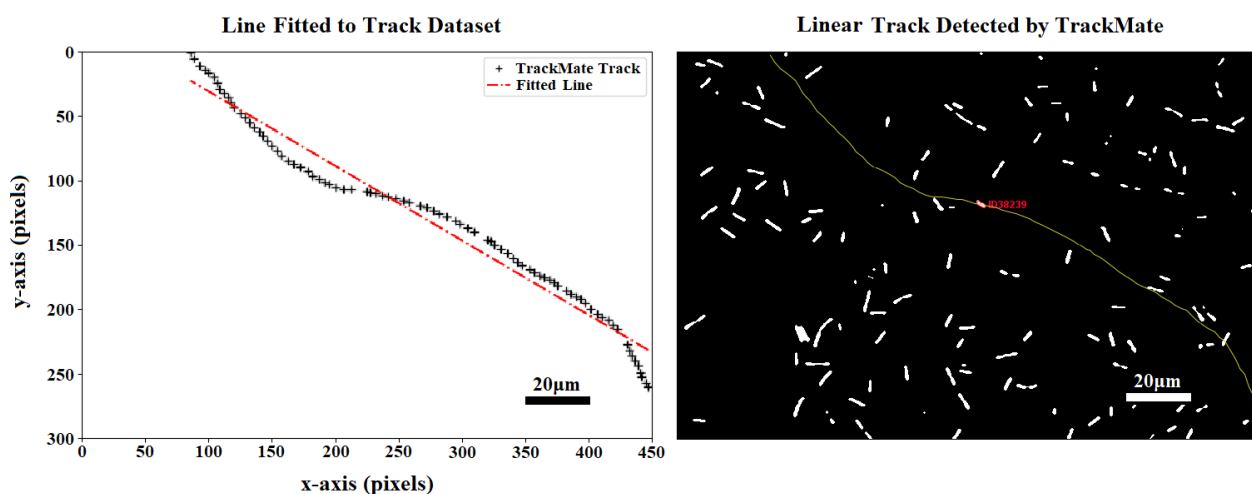 Line Fitted to Track Dataset
0
50
100
150
200
250
300
y-axis (pixels)
TrackMate Track
Fitted Line
20μm
0 50 100 150 200 250 300 350 400 450
x-axis (pixels)
Linear Track Detected by TrackMate
ID38239
20μm